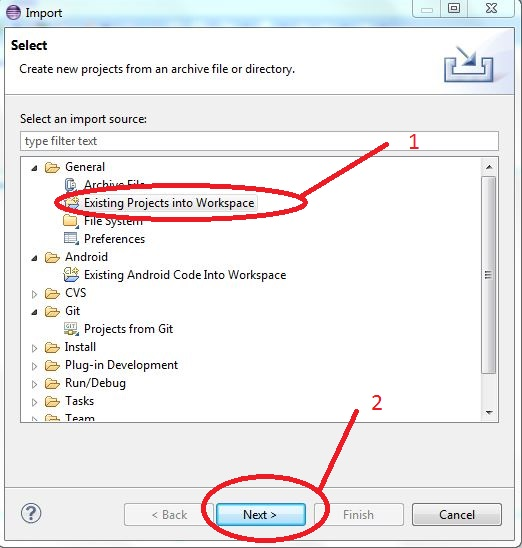 Import
Select
Create new projects from an archive file or directory.
Select an import source:
type filter text
General
Archive File
Existing Projects into Workspace
1
File System
Preferences
Android
Existing Android Code Into Workspace
CVS
Git
Projects from Git
Install
Plug-in Development
Run/Debug
Tasks
Team
2
< Back
Next >
Finish
Cancel